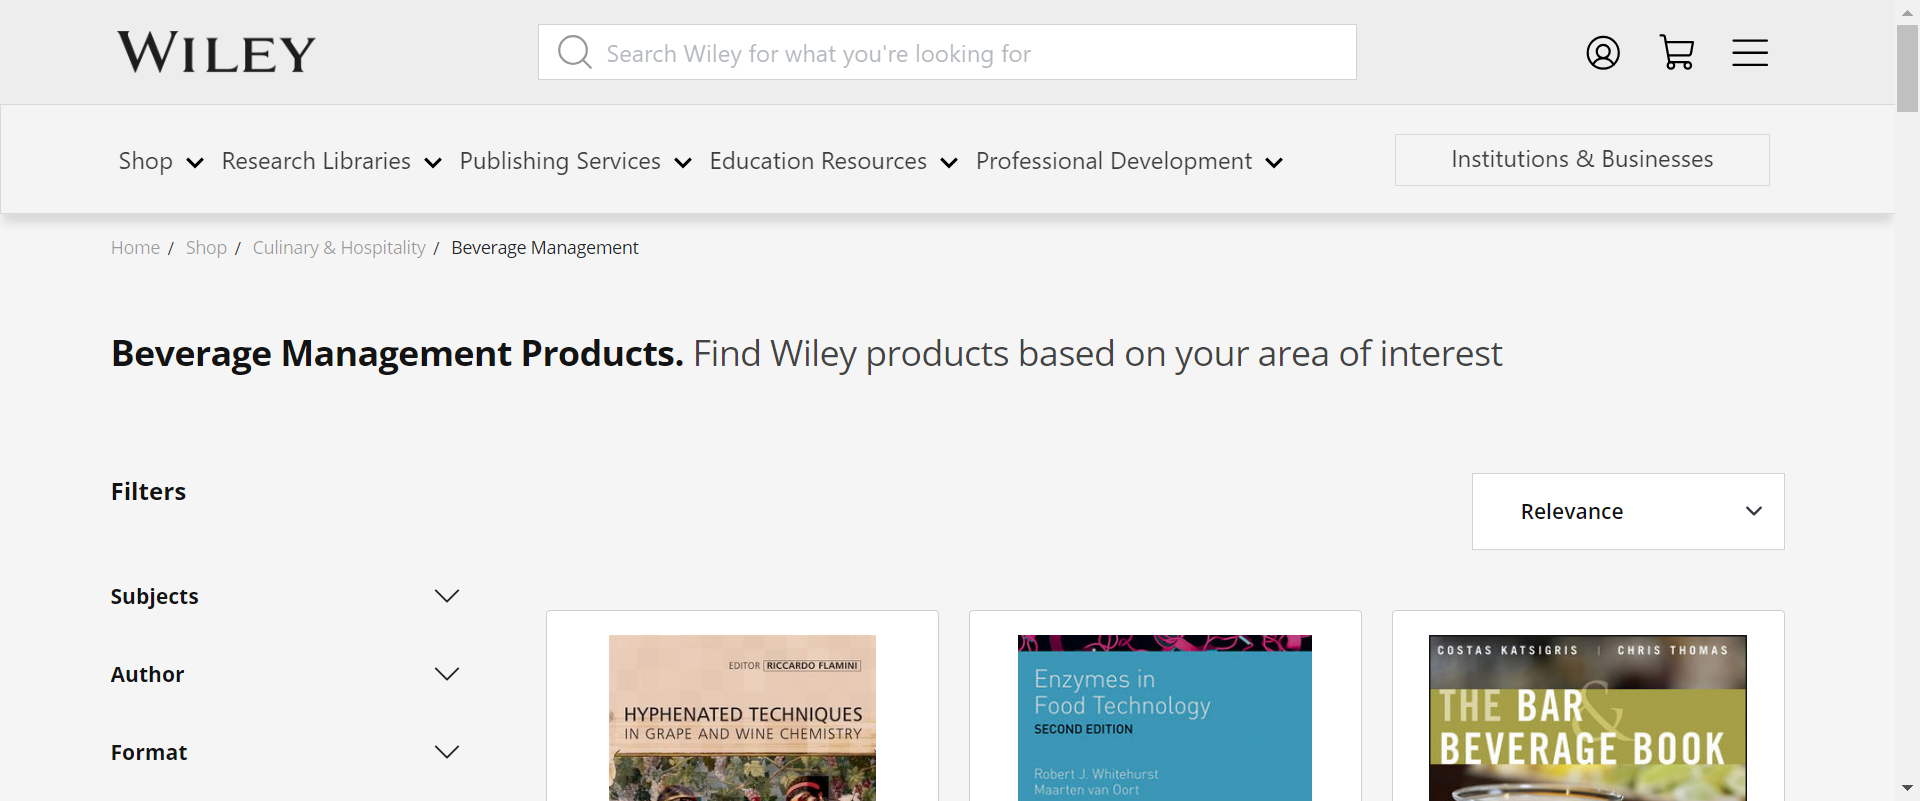 WILEY
Search Wiley for what you're looking for
Shop Research Libraries Publishing Services Education Resources Professional Development Institutions & Businesses
Home / Shop / Culinary & Hospitality / Beverage Management
Beverage Management Products. Find Wiley products based on your area of interest
Filters
Relevance
Subjects
Author
Format
EDITOR RICCARDO FLAMINI
HYPHENATED TECHNIQUES
IN GRAPE AND WINE CHEMISTRY
Enzymes in
Food Technology
SECOND EDITION
Robert J. Whitehurst
Maarten van Oort
COSTAS KATSIGRIS | CHRIS THOMAS
THE BAR &
BEVERAGE BOOK